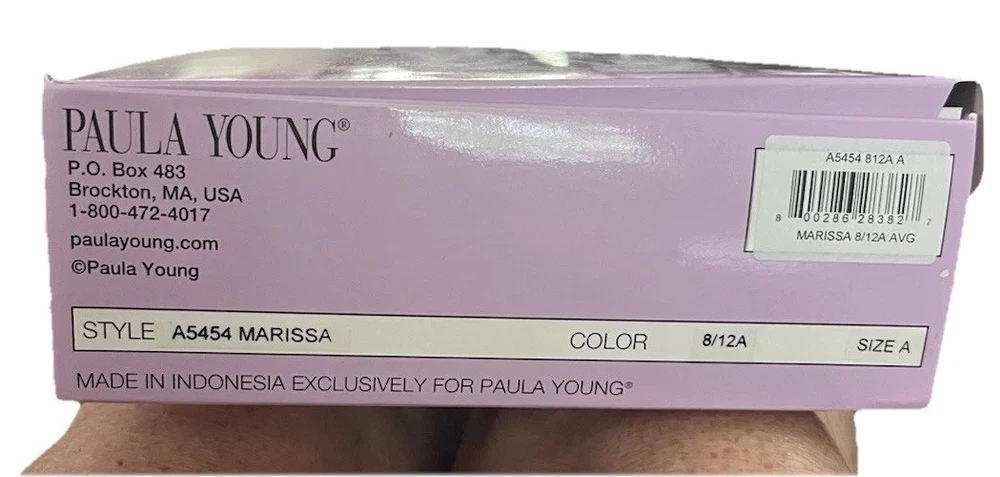 PAULA YOUNG®
P.O. Box 483
Brockton, MA, USA
1-800-472-4017
paulayoung.com
©Paula Young
A5454 812A A
8 00286 28382 7
MARISSA 8/12A AVG
STYLE A5454 MARISSA COLOR 8/12A SIZE A
MADE IN INDONESIA EXCLUSIVELY FOR PAULA YOUNG®